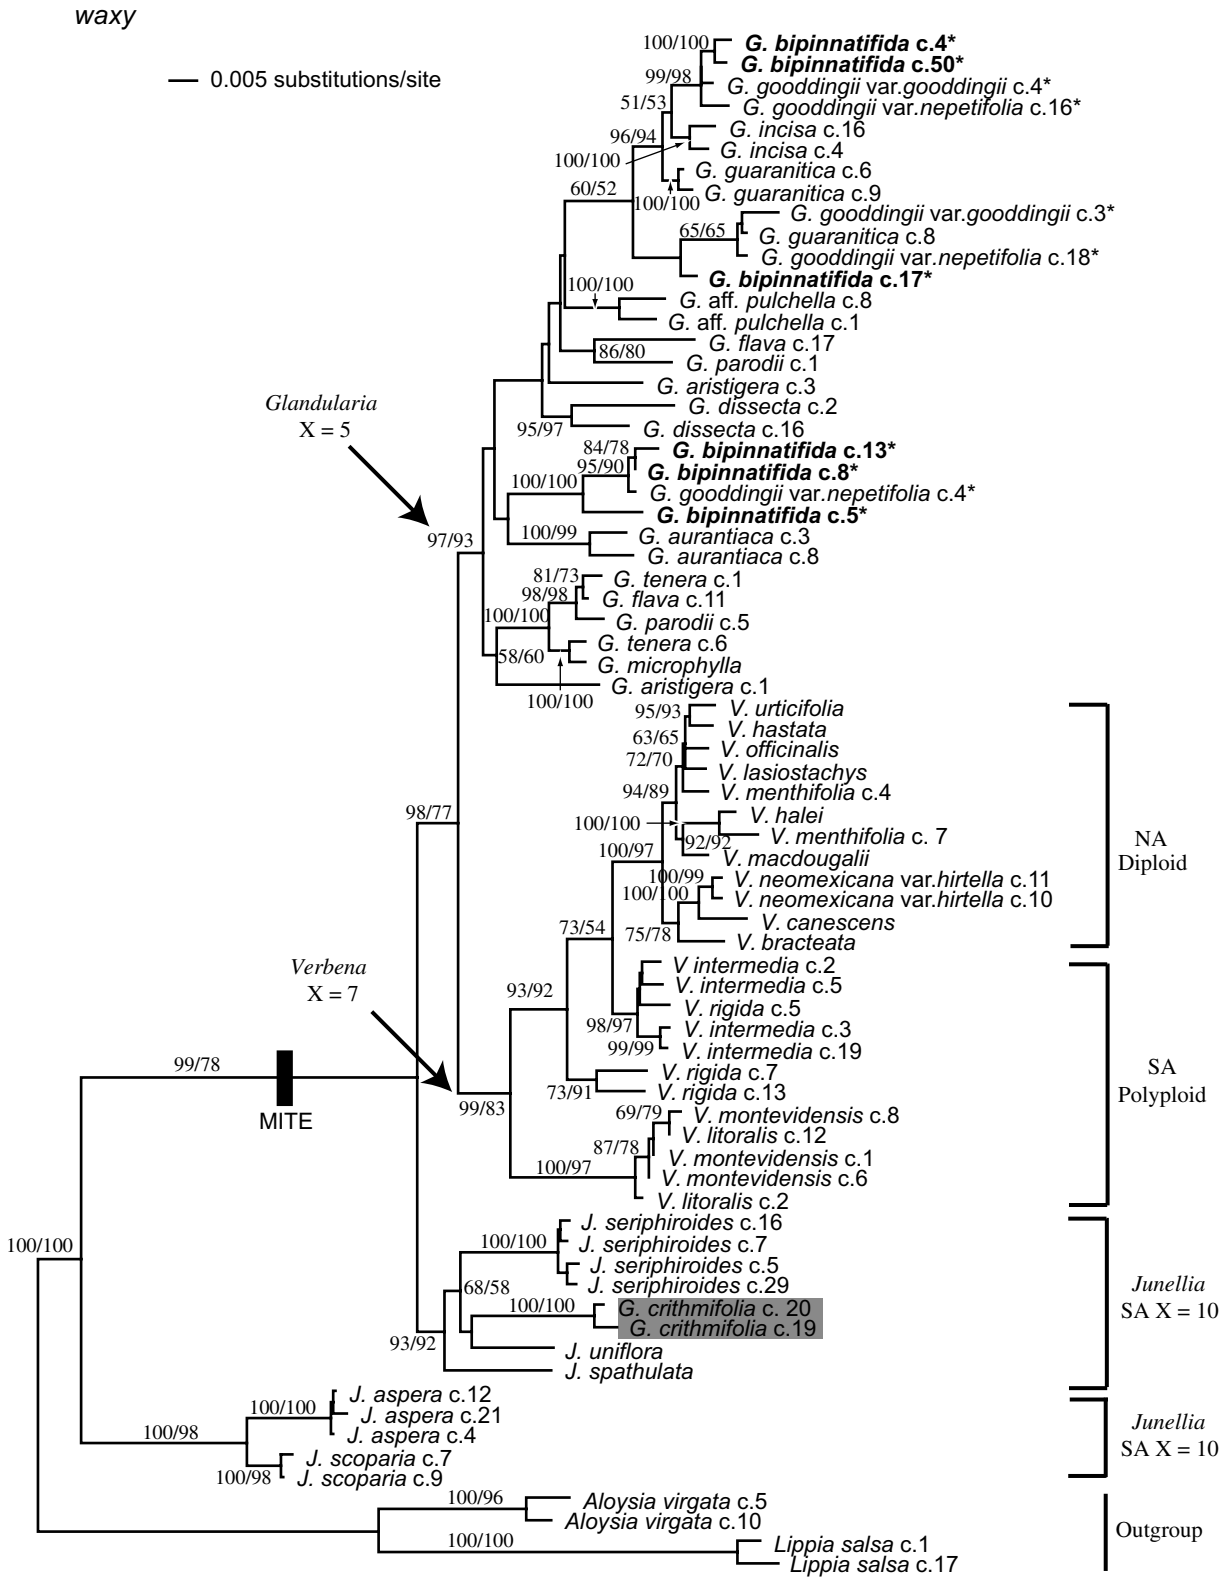 waxy
0.005 substitutions/site
100/100
G. bipinnatifida c.4*
G. bipinnatifida c.50*
99/98
G. gooddingii var.gooddingii c.4*
51/53
G. gooddingii var.nepetifolia c.16*
96/94
G. incisa c.16
G. incisa c.4
100/100
G. guaranitica c.6
60/52
G. guaranitica c.9
100/100
G. gooddingii var.gooddingii c.3*
65/65
G. guaranitica c.8
G. gooddingii var.nepetifolia c.18*
G. bipinnatifida c.17*
100/100
G. aff. pulchella c.8
G. aff. pulchella c.1
G. flava c.17
86/80
G. parodii c.1
G. aristigera c.3
Glandularia
X = 5
G. dissecta c.2
95/97
G. dissecta c.16
84/78
G. bipinnatifida c.13*
95/90
G. bipinnatifida c.8*
100/100
G. gooddingii var.nepetifolia c.4*
G. bipinnatifida c.5*
97/93
100/99
G. aurantiaca c.3
G. aurantiaca c.8
81/73
G. tenera c.1
98/98
G. flava c.11
100/100
G. parodii c.5
G. tenera c.6
58/60
G. microphylla
G. aristigera c.1
100/100
95/93
V. urticifolia
V. hastata
63/65
V. officinalis
72/70
V. lasiostachys
94/89
V. menthifolia c.4
98/77
V. halei
100/100
V. menthifolia c. 7
92/92
100/97
V. macdougalii
NA
Diploid
100/99
V. neomexicana var.hirtella c.11
100/100
V. neomexicana var.hirtella c.10
73/54
V. canescens
75/78
V. bracteata
Verbena
X = 7
V intermedia c.2
93/92
V. intermedia c.5
V. rigida c.5
98/97
V. intermedia c.3
99/99
V. intermedia c.19
99/78
MITE
V. rigida c.7
73/91
V. rigida c.13
SA
Polyploid
99/83
69/79
V. montevidensis c.8
V. litoralis c.12
87/78
V. montevidensis c.1
100/97
V. montevidensis c.6
V. litoralis c.2
100/100
J. seriphiroides c.16
100/100
J. seriphiroides c.7
J. seriphiroides c.5
68/58
J. seriphiroides c.29
100/100
G. crithmifolia c. 20
G. crithmifolia c.19
Junellia
SA X = 10
93/92
J. uniflora
J. spathulata
J. aspera c.12
100/100
J. aspera c.21
100/98
J. aspera c.4
J. scoparia c.7
100/98
J. scoparia c.9
Junellia
SA X = 10
100/96
Aloysia virgata c.5
Aloysia virgata c.10
100/100
Lippia salsa c.1
Lippia salsa c.17
Outgroup